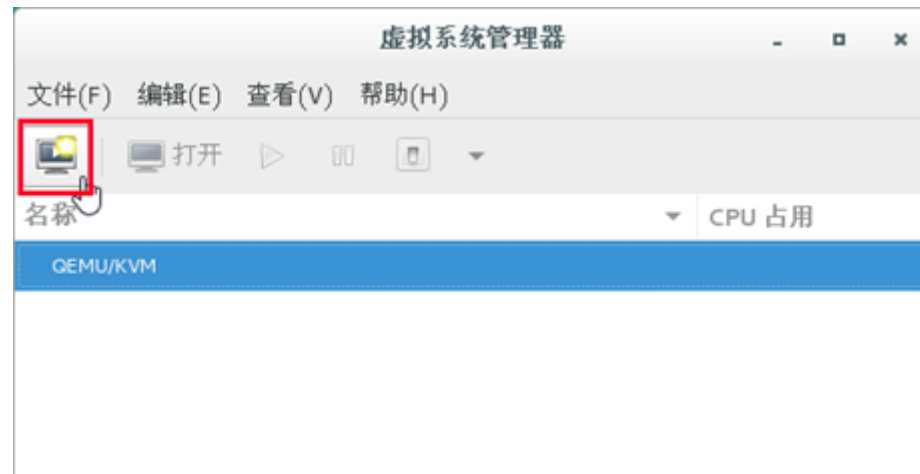 虚拟系统管理器
文件(F) 编辑(E) 查看(V) 帮助(H)
打开
名称 CPU 占用
QEMU/KVM